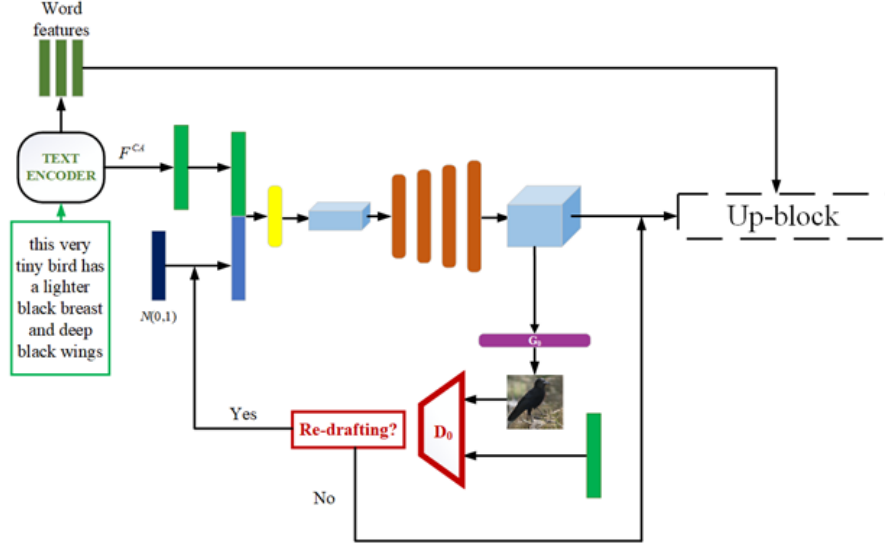 Word
features
TEXT
ENCODER
F^CA
this very
tiny bird has
a lighter
black breast
and deep
black wings
N(0,1)
Up-block
G₀
Yes
Re-drafting?
D₀
No